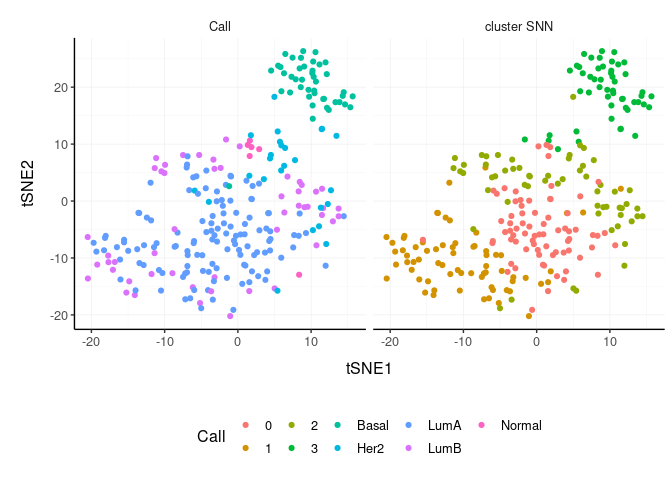 Call cluster SNN
tSNE2
20
10
0
-10
-20
-20 -10 0 10 -20 -10 0 10
tSNE1
Call 0 2 Basal LumA Normal
1 3 Her2 LumB